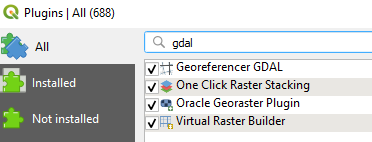 Plugins | All (688)
All
gdal
Installed
Not installed
Georeferencer GDAL
One Click Raster Stacking
Oracle Georaster Plugin
Virtual Raster Builder